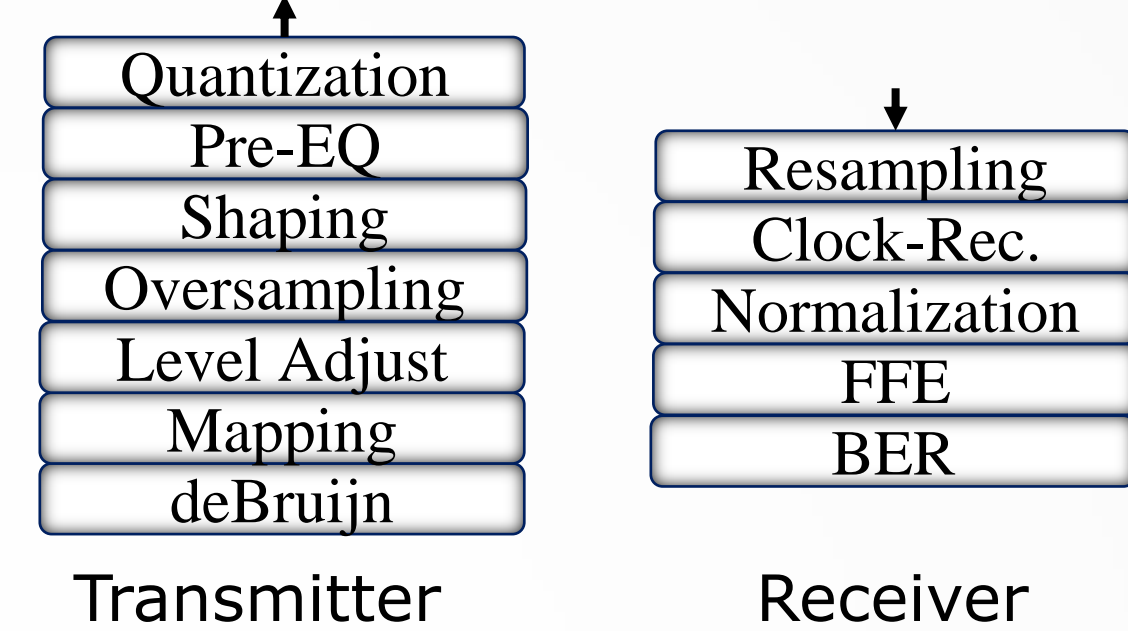 Quantization
Pre-EQ
Shaping
Oversampling
Level Adjust
Mapping
deBruijn
Transmitter
Resampling
Clock-Rec.
Normalization
FFE
BER
Receiver